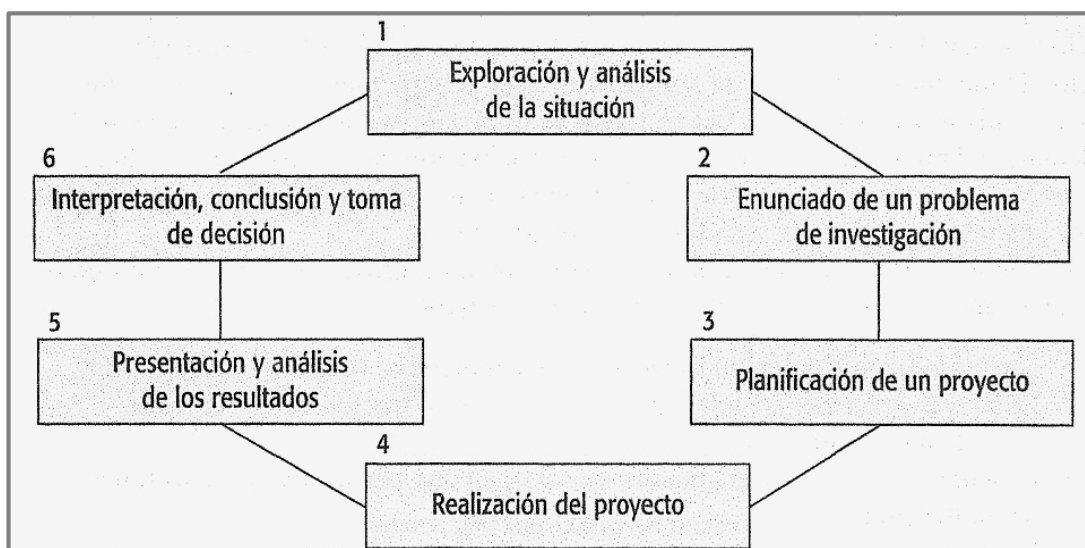 1
Exploración y análisis
de la situación
2
Enunciado de un problema
de investigación
3
Planificación de un proyecto
4
Realización del proyecto
5
Presentación y análisis
de los resultados
6
Interpretación, conclusión y toma
de decisión